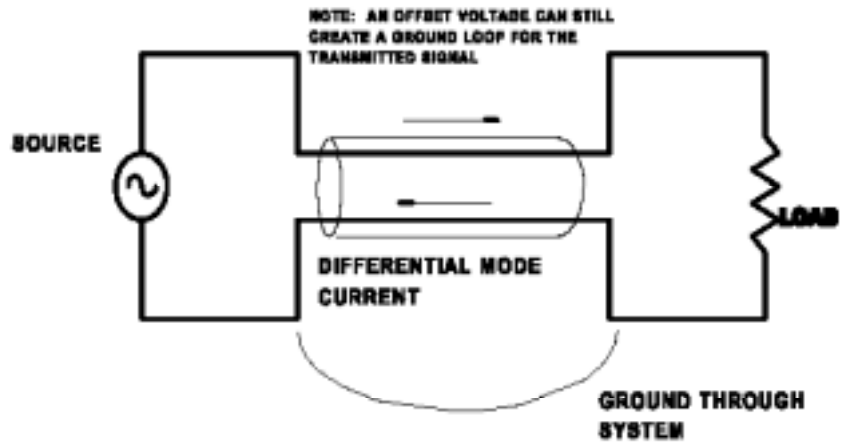 NOTE: AN OFFSET VOLTAGE CAN STILL
CREATE A GROUND LOOP FOR THE
TRANSMITTED SIGNAL
SOURCE
LOAD
DIFFERENTIAL MODE
CURRENT
GROUND THROUGH
SYSTEM